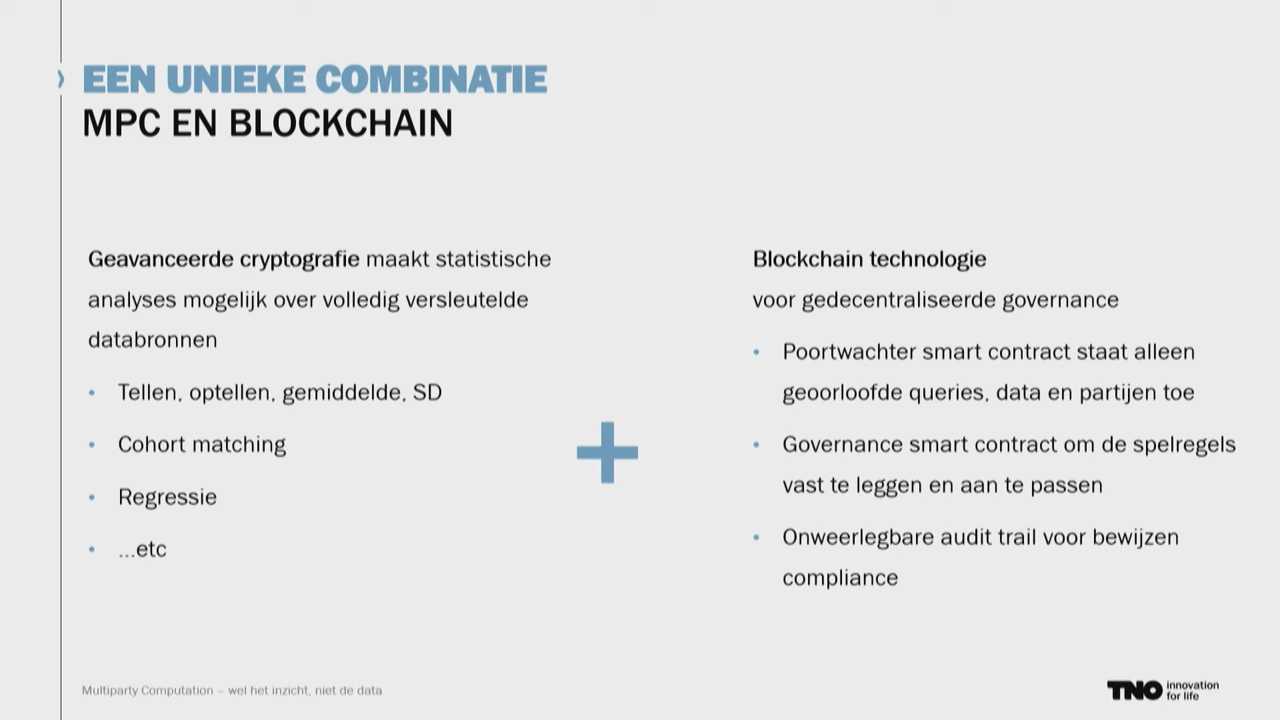 EEN UNIEKE COMBINATIE
MPC EN BLOCKCHAIN
Geavanceerde cryptografie maakt statistische
analyses mogelijk over volledig versleutelde
databronnen
• Tellen, optellen, gemiddelde, SD
• Cohort matching
• Regressie
• ...etc
+
Blockchain technologie
voor gedecentraliseerde governance
• Poortwachter smart contract staat alleen
geoorloofde queries, data en partijen toe
• Governance smart contract om de spelregels
vast te leggen en aan te passen
• Onweerlegbare audit trail voor bewijzen
compliance
Multiparty Computation – wel het inzicht, niet de data
TNO innovation
for life